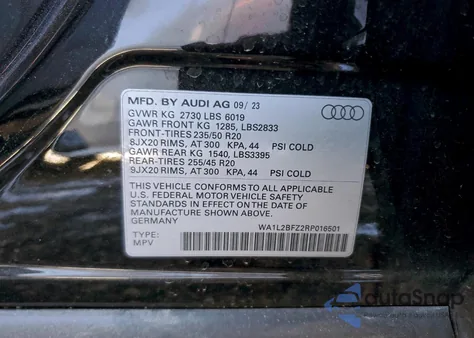 MFD. BY AUDI AG 09/ 23
GVWR KG 2730 LBS 6019
GAWR FRONT KG 1285, LBS2833
FRONT-TIRES 235/50 R20
8JX20 RIMS, AT 300 KPA, 44 PSI COLD
GAWR REAR KG 1540, LBS3395
REAR-TIRES 255/45 R20
9JX20 RIMS, AT 300 KPA, 44 PSI COLD
THIS VEHICLE CONFORMS TO ALL APPLICABLE
U.S. FEDERAL MOTOR VEHICLE SAFETY
STANDARDS IN EFFECT ON DATE OF MANUFACTURE
GERMANY
WA1L2BFZ2RP016501
TYPE:
MPV
autoSnap